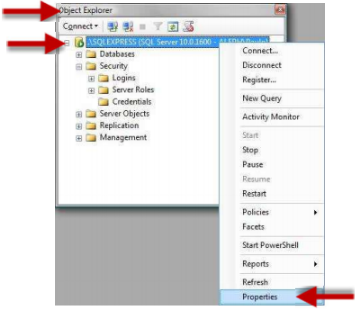 Object Explorer
Connect
.\SQLEXPRESS (SQL Server 10.0.1600 -
Databases
Security
Logins
Server Roles
Credentials
Server Objects
Replication
Management
Connect...
Disconnect
Register...
New Query
Activity Monitor
Start
Stop
Pause
Resume
Restart
Policies
Facets
Start PowerShell
Reports
Refresh
Properties